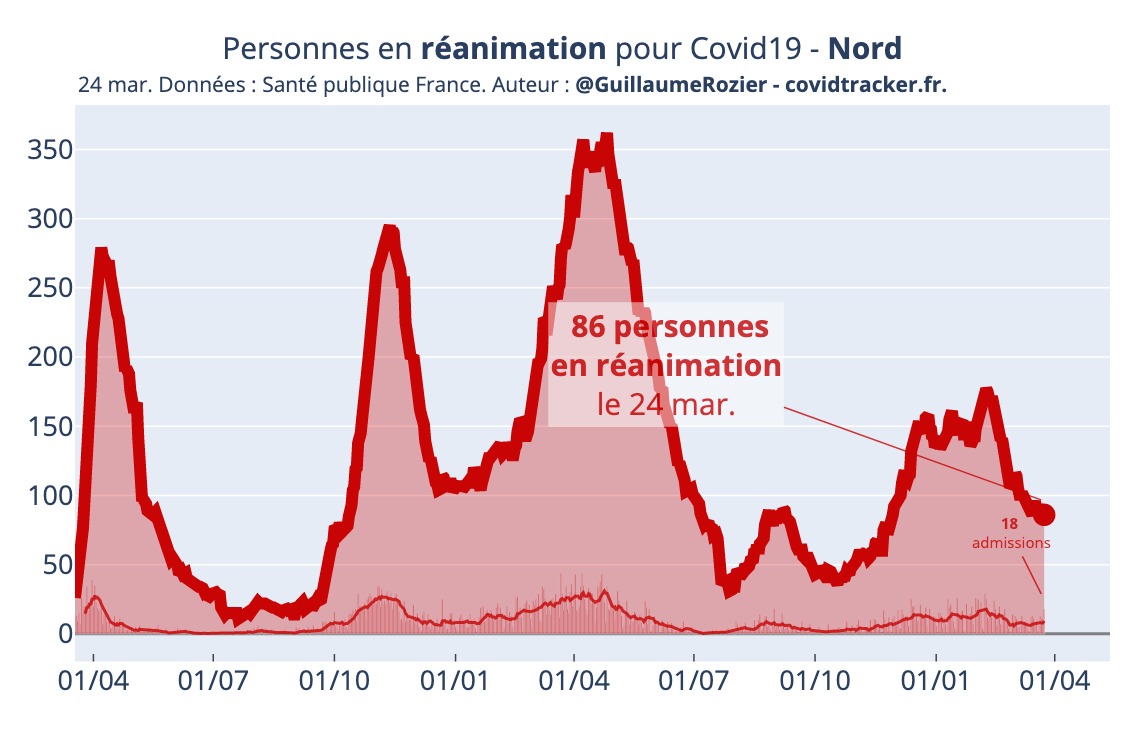 Personnes en réanimation pour Covid19 - Nord
24 mar. Données : Santé publique France. Auteur : @GuillaumeRozier - covidtracker.fr.
350
300
250
200
150
100
50
0
86 personnes
en réanimation
le 24 mar.
18
admissions
01/04 01/07 01/10 01/01 01/04 01/07 01/10 01/01 01/04